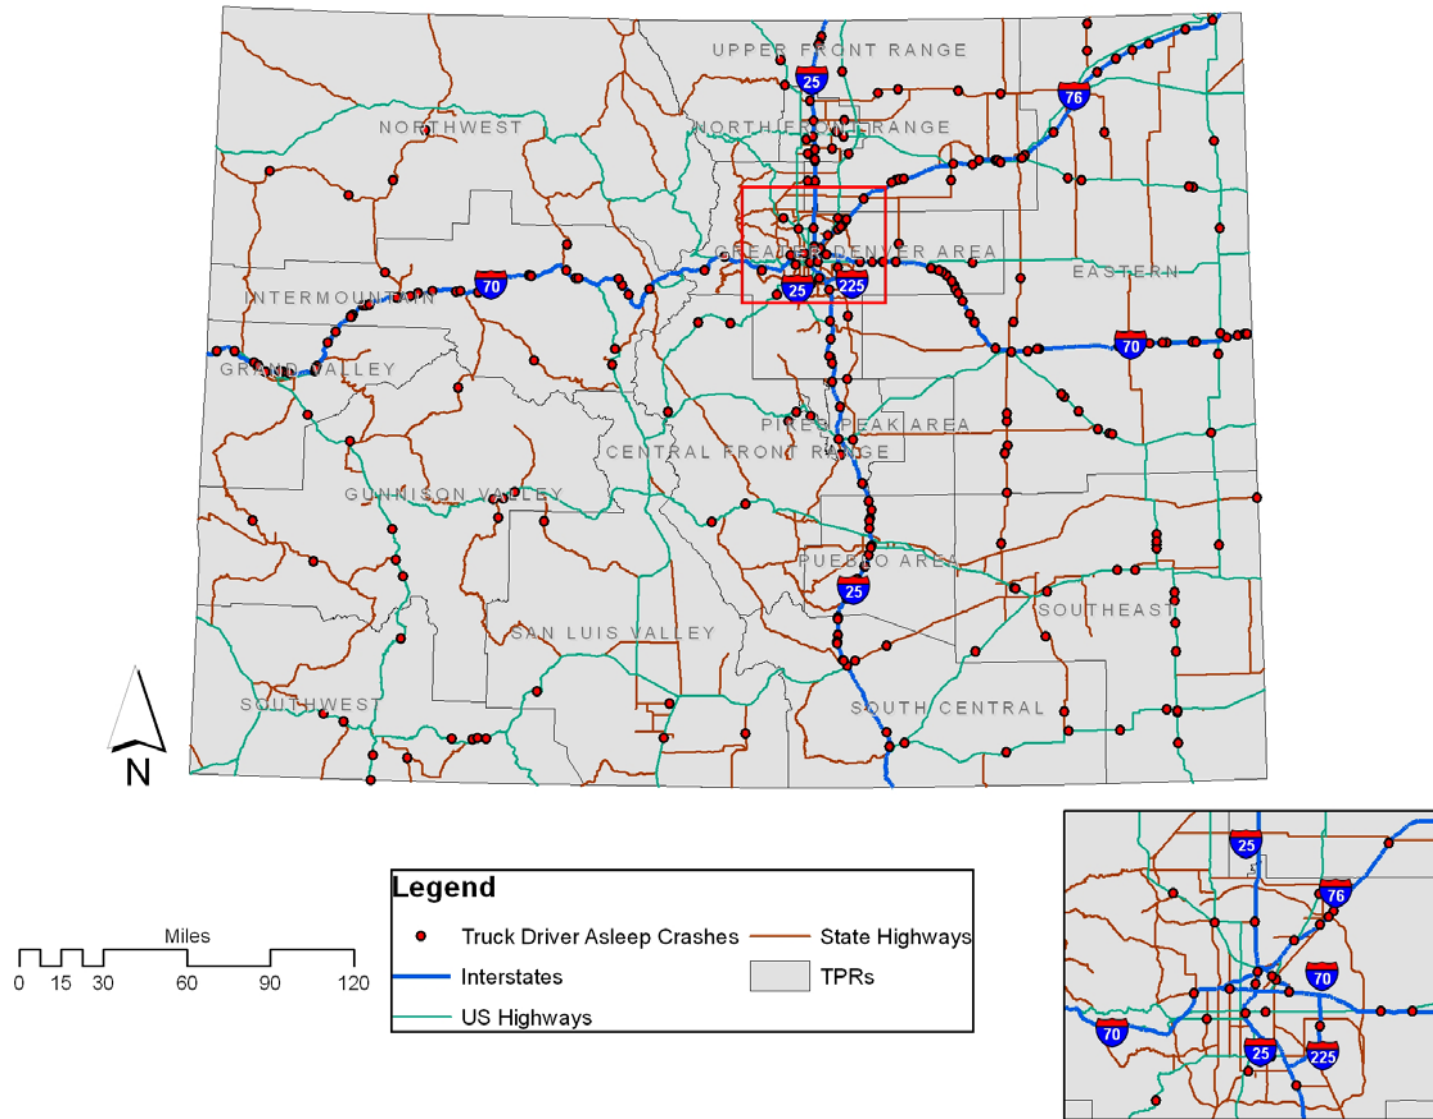 UPPER FRONT RANGE
25
76
NORTHWEST
NORTH FRONT RANGE
GREATER DENVER AREA
EASTERN
70
25
225
INTERMOUNTAIN
70
GRAND VALLEY
PIKES PEAK AREA
CENTRAL FRONT RANGE
GUNNISON VALLEY
PUEBLO AREA
25
SOUTHEAST
SAN LUIS VALLEY
SOUTHWEST
SOUTH CENTRAL
N
Legend
Truck Driver Asleep Crashes
State Highways
Interstates
TPRs
US Highways
Miles
0 15 30 60 90 120
25
76
70
70
25
225